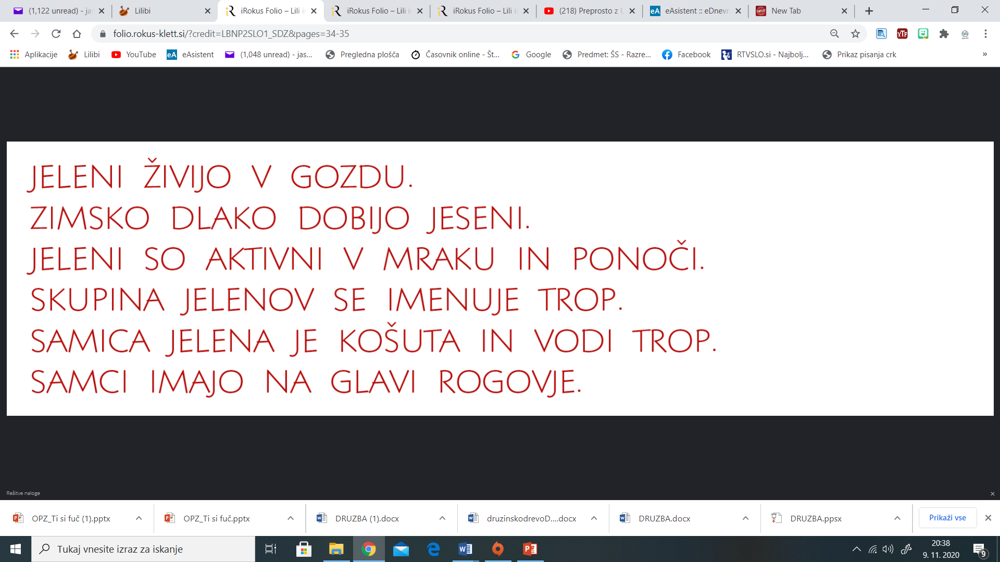 (1,122 unread) - ja
Lilibi
iRokus Folio – Lili i
iRokus Folio – Lili i
iRokus Folio – Lili i
(218) Preprosto z
eAsistent :: eDnevn
New Tab
folio.rokus-klett.si/?credit=LBNP2SLO1_SDZ&pages=34-35
Aplikacije
Lilibi
YouTube
eAsistent
(1,048 unread) - jas...
Pregledna plošča
Časovnik online - Št...
Google
Predmet: ŠS - Razre...
Facebook
RTVSLO.si - Najbolj...
Prikaz pisanja crk
»
JELENI ŽIVIJO V GOZDU.
ZIMSKO DLAKO DOBIJO JESENI.
JELENI SO AKTIVNI V MRAKU IN PONOČI.
SKUPINA JELENOV SE IMENUJE TROP.
SAMICA JELENA JE KOŠUTA IN VODI TROP.
SAMCI IMAJO NA GLAVI ROGOVJE.
Rešitve naloge
OPZ_Ti si fuč (1).pptx
OPZ_Ti si fuč.pptx
DRUZBA (1).docx
druzinskodrevoD....docx
DRUZBA.docx
DRUZBA.ppsx
Prikaži vse
Tukaj vnesite izraz za iskanje
20:38
9. 11. 2020
9